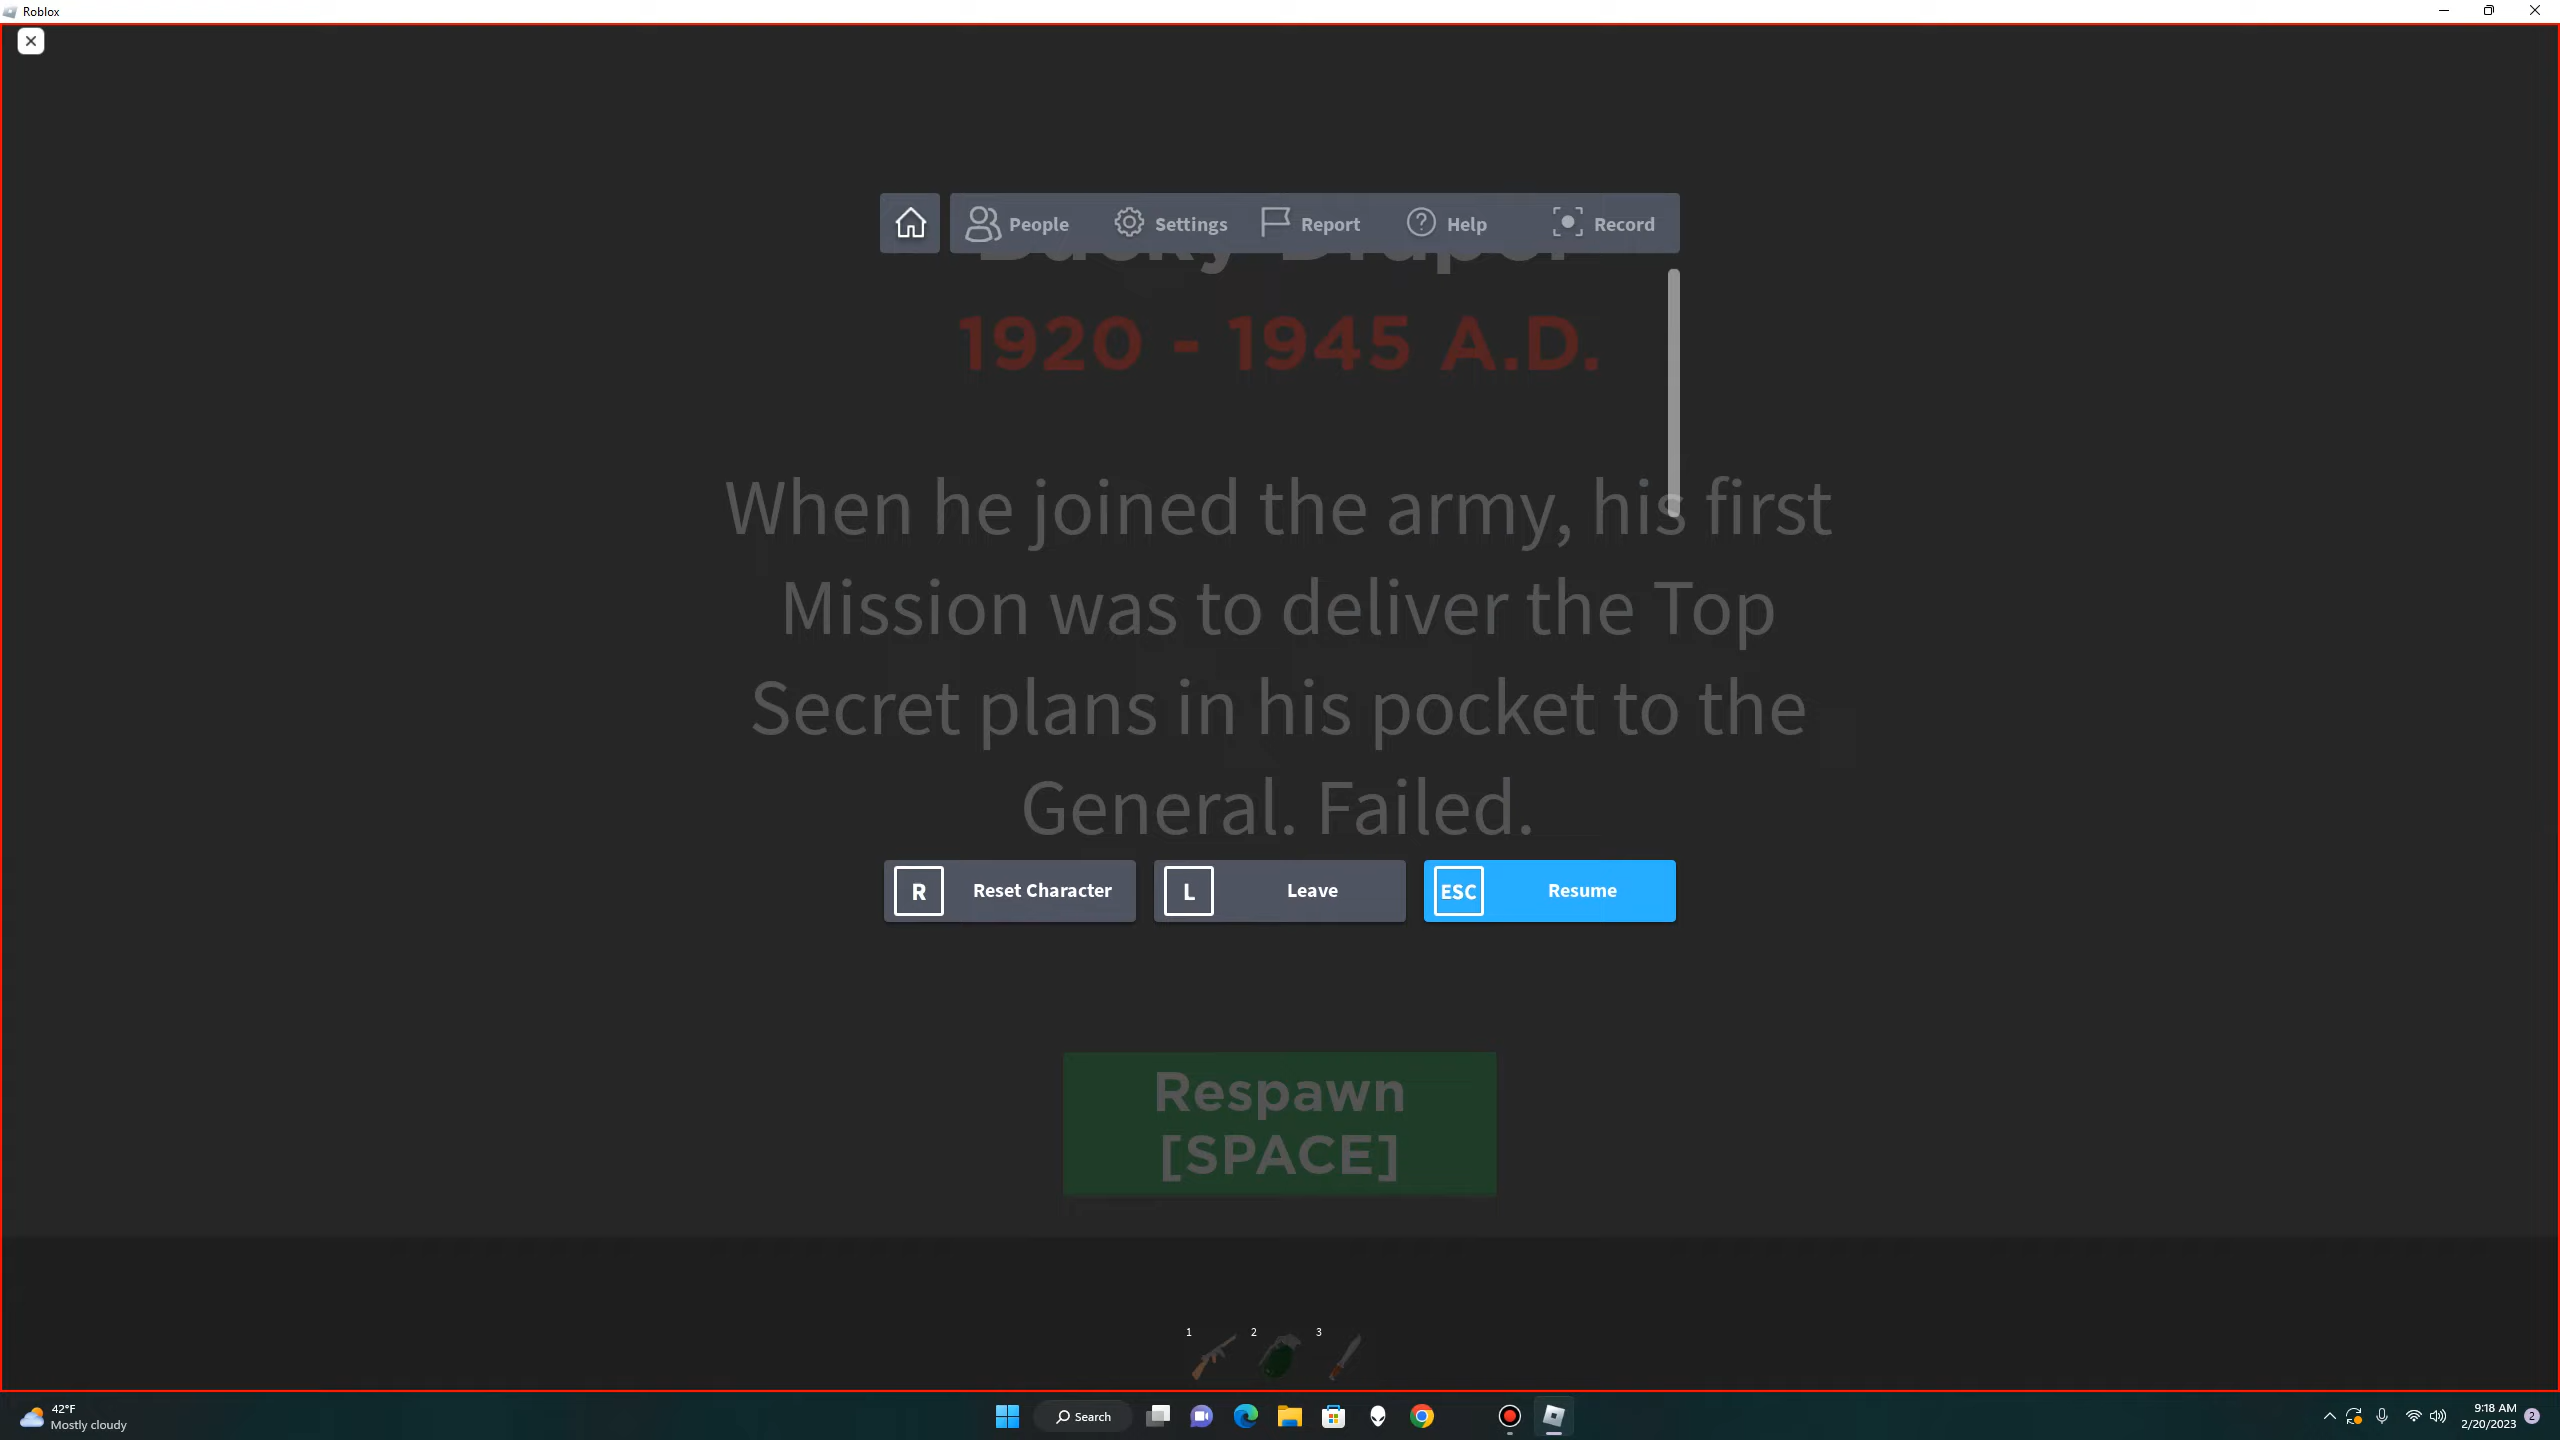 Roblox
People Settings Report Help Record
1920 - 1945 A.D.
When he joined the army, his first
Mission was to deliver the Top
Secret plans in his pocket to the
General. Failed.
R Reset Character L Leave ESC Resume
Respawn
[SPACE]
1 2 3
42°F
Mostly cloudy
Search
9:18 AM
2/20/2023
2